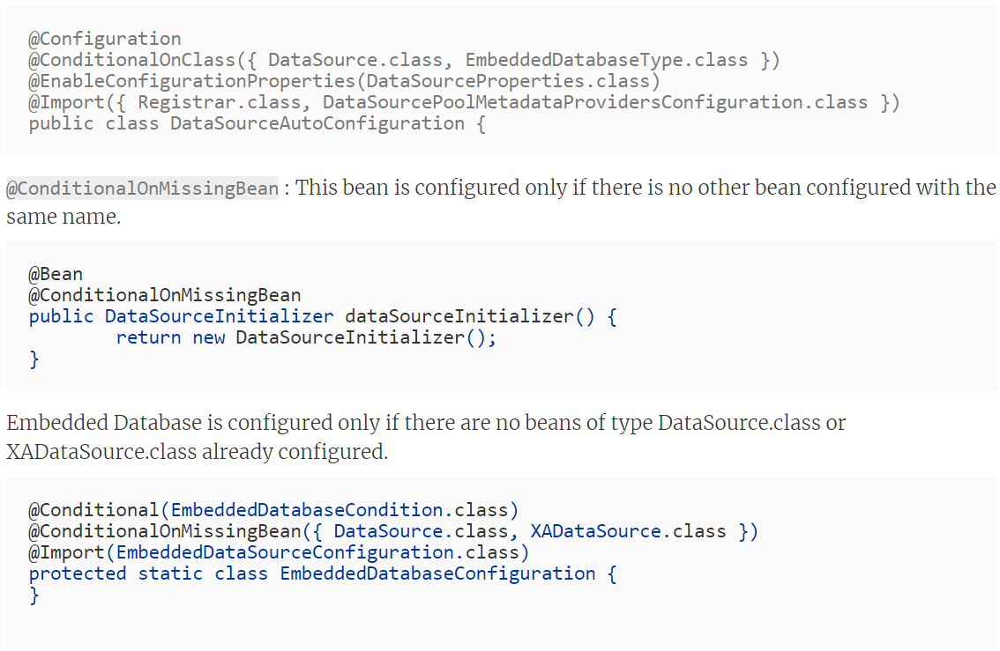 @Configuration
@ConditionalOnClass({ DataSource.class, EmbeddedDatabaseType.class })
@EnableConfigurationProperties(DataSourceProperties.class)
@Import({ Registrar.class, DataSourcePoolMetadataProvidersConfiguration.class })
public class DataSourceAutoConfiguration {
@ConditionalOnMissingBean : This bean is configured only if there is no other bean configured with the
same name.
@Bean
@ConditionalOnMissingBean
public DataSourceInitializer dataSourceInitializer() {
        return new DataSourceInitializer();
}
Embedded Database is configured only if there are no beans of type DataSource.class or
XADataSource.class already configured.
@Conditional(EmbeddedDatabaseCondition.class)
@ConditionalOnMissingBean({ DataSource.class, XADataSource.class })
@Import(EmbeddedDataSourceConfiguration.class)
protected static class EmbeddedDatabaseConfiguration {
}